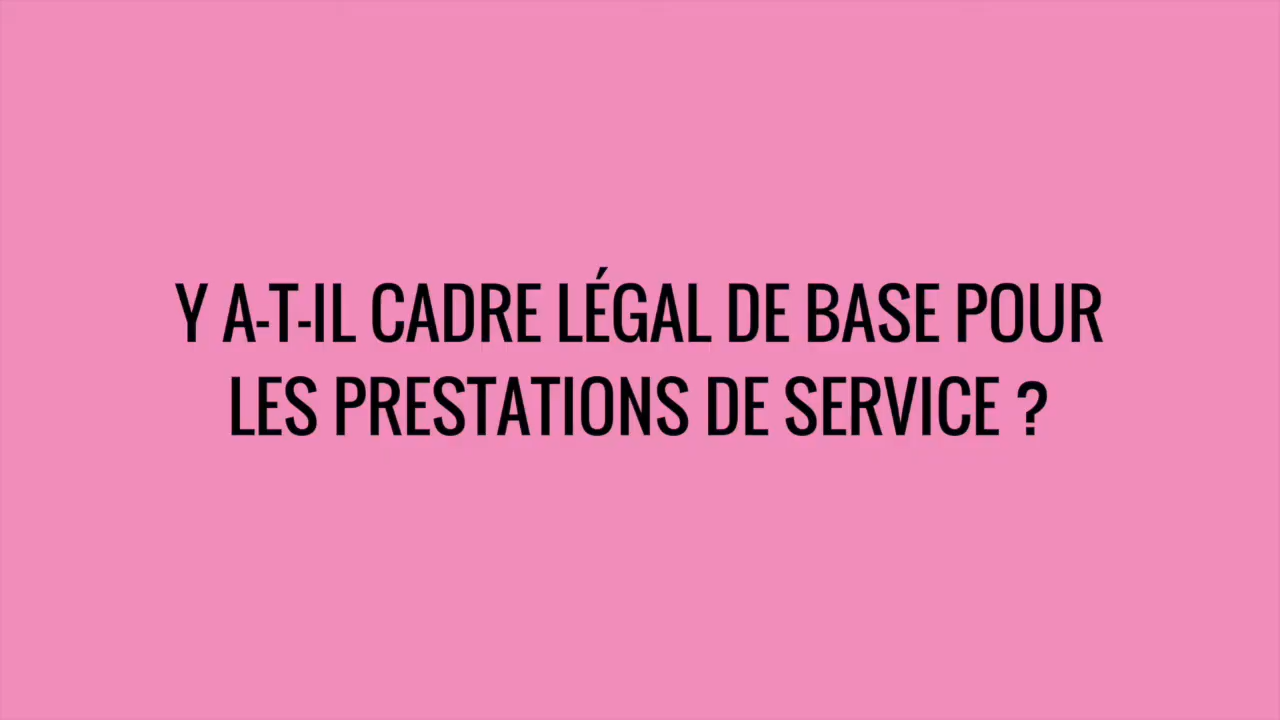 Y A-T-IL CADRE LÉGAL DE BASE POUR
LES PRESTATIONS DE SERVICE ?